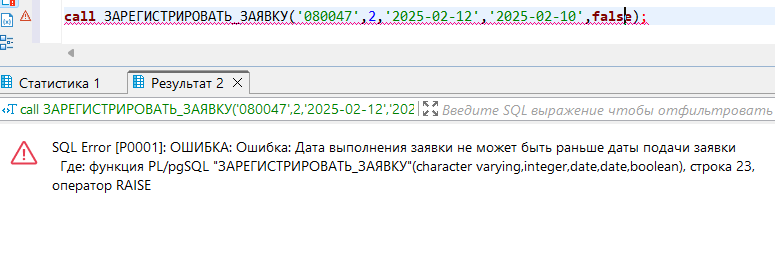 call ЗАРЕГИСТРИРОВАТЬ_ЗАЯВКУ('080047',2,'2025-02-12','2025-02-10',false);
Статистика 1
Результат 2
call ЗАРЕГИСТРИРОВАТЬ_ЗАЯВКУ('080047',2,'2025-02-12','202
Введите SQL выражение чтобы отфильтровать
SQL Error [P0001]: ОШИБКА: Ошибка: Дата выполнения заявки не может быть раньше даты подачи заявки
Где: функция PL/pgSQL "ЗАРЕГИСТРИРОВАТЬ_ЗАЯВКУ"(character varying,integer,date,date,boolean), строка 23,
оператор RAISE